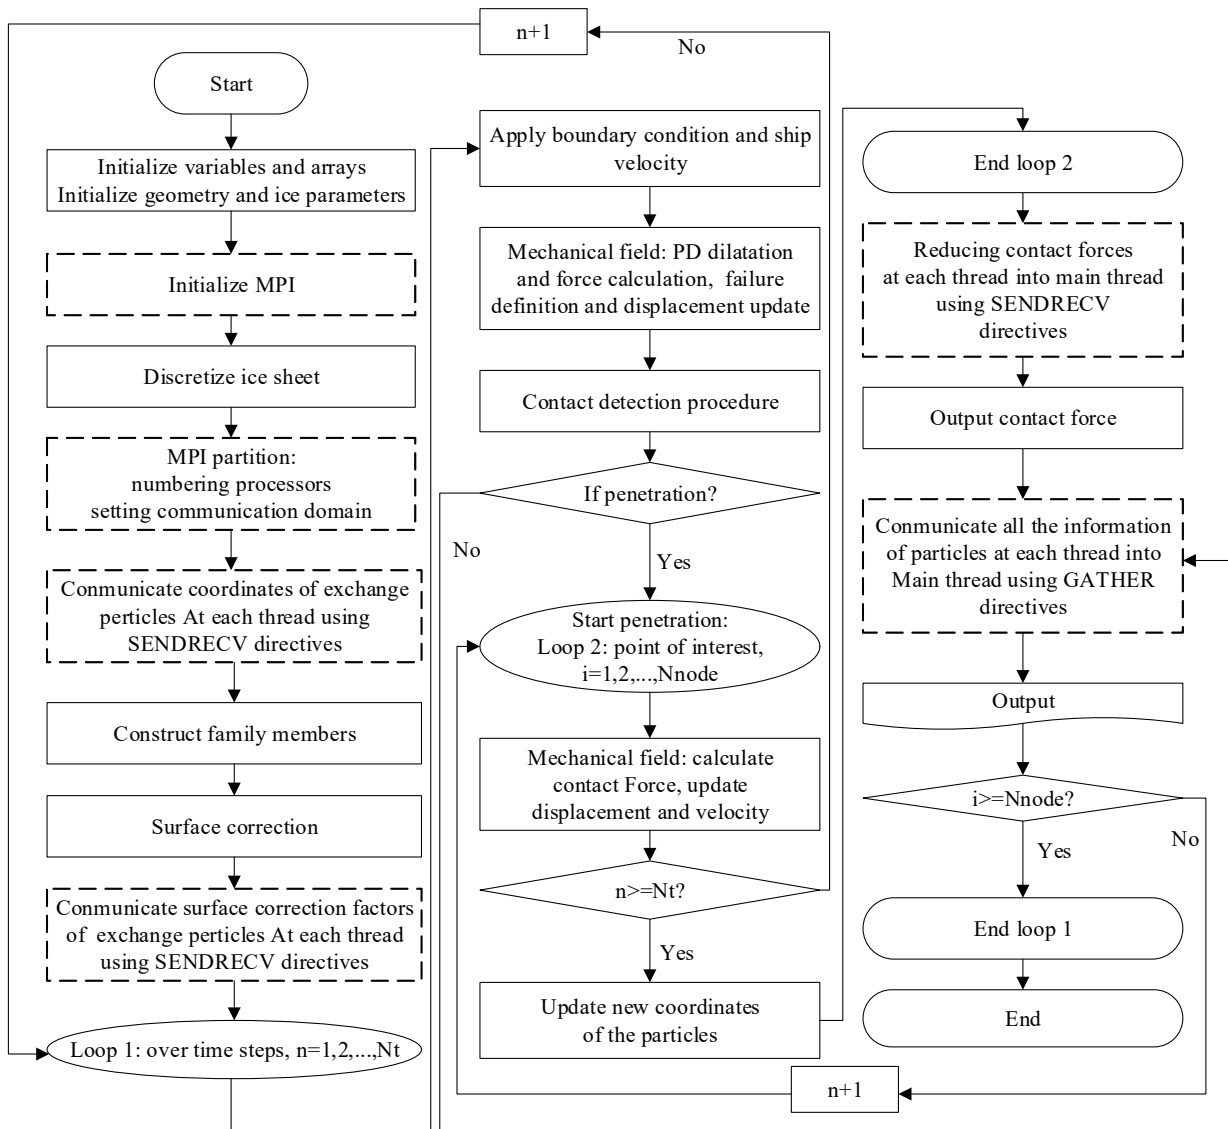 Start
Initialize variables and arrays
Initialize geometry and ice parameters
Initialize MPI
Discretize ice sheet
MPI partition:
numbering processors
setting communication domain
Conmunicate coordinates of exchange
perticles At each thread using
SENDRECV directives
Construct family members
Surface correction
Conmunicate surface correction factors
of exchange perticles At each thread
using SENDRECV directives
Loop 1: over time steps, n=1,2,...,Nt
n+1
No
Apply boundary condition and ship
velocity
Mechanical field: PD dilatation
and force calculation, failure
definition and displacement update
Contact detection procedure
If penetration?
No
Yes
Start penetration:
Loop 2: point of interest,
i=1,2,...,Nnode
Mechanical field: calculate
contact Force, update
displacement and velocity
n>=Nt?
Yes
Update new coordinates
of the particles
End loop 2
Reducing contact forces
at each thread into main thread
using SENDRECV
directives
Output contact force
Conmunicate all the information
of particles at each thread into
Main thread using GATHER
directives
Output
i>=Nnode?
No
Yes
End loop 1
End
n+1